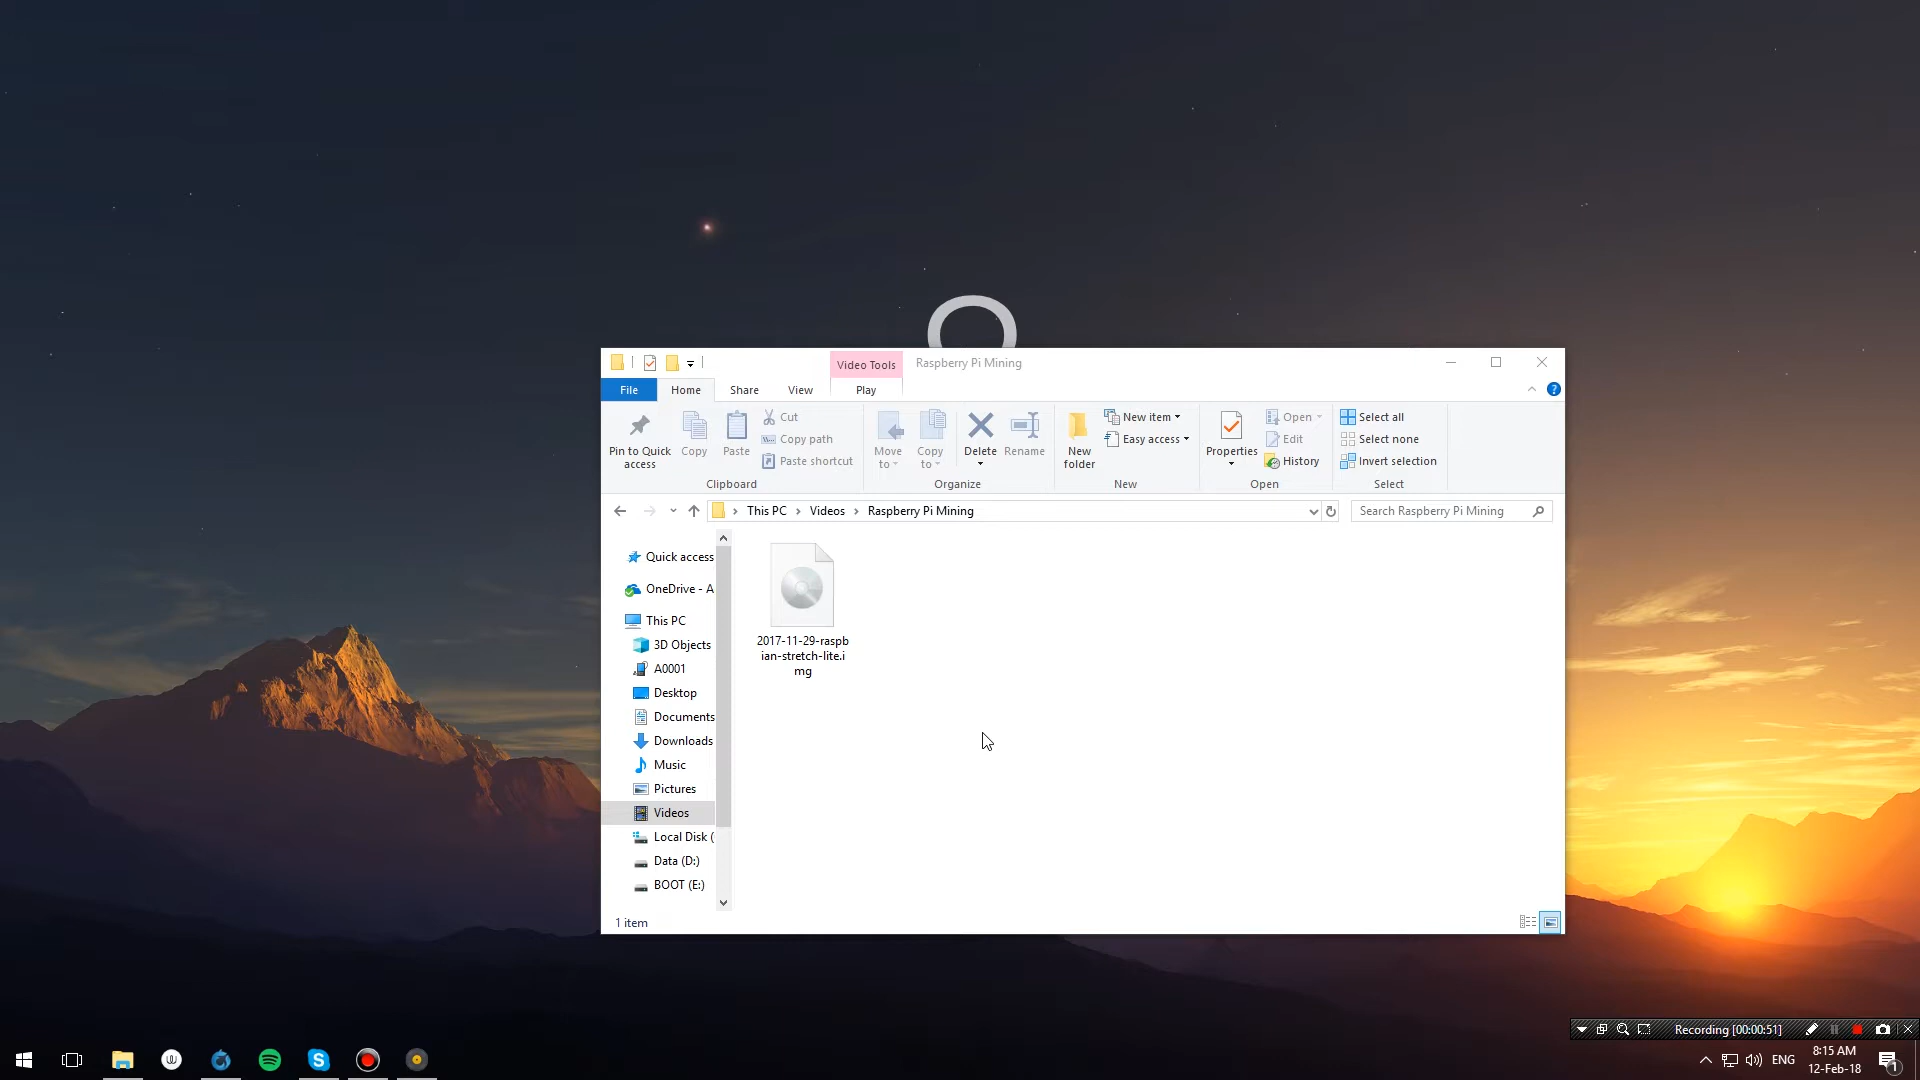 Video Tools
Raspberry Pi Mining
File
Home
Share
View
Play
Pin to Quick access
Copy
Paste
Cut
Copy path
Paste shortcut
Clipboard
Move to
Copy to
Delete
Rename
Organize
New folder
New item
Easy access
New
Properties
Open
Edit
History
Open
Select all
Select none
Invert selection
Select
This PC
Videos
Raspberry Pi Mining
Search Raspberry Pi Mining
Quick access
OneDrive - A
This PC
3D Objects
A0001
Desktop
Documents
Downloads
Music
Pictures
Videos
Local Disk (
Data (D:)
BOOT (E:)
2017-11-29-raspb
ian-stretch-lite.i
mg
1 item
Recording [00:00:51]
ENG
8:15 AM
12-Feb-18
1